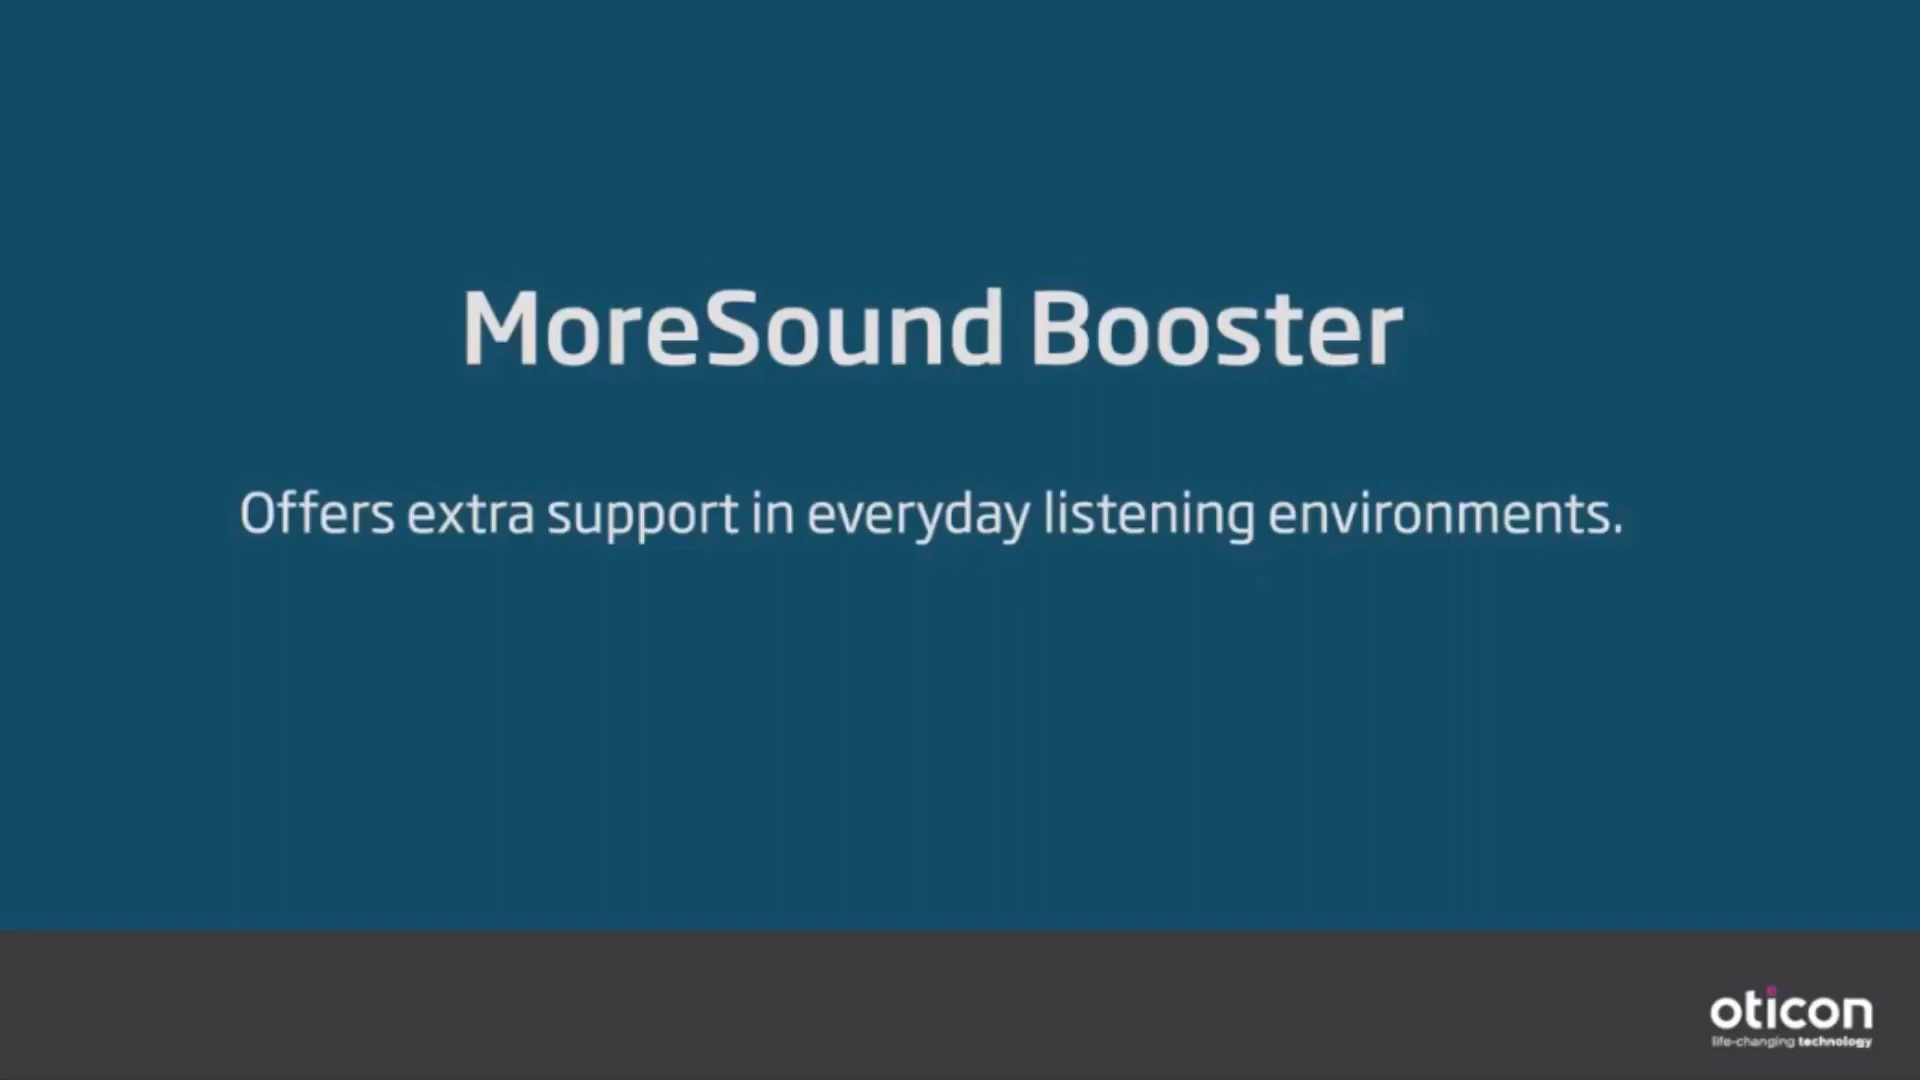 MoreSound Booster
Offers extra support in everyday listening environments.
oticon
life-changing technology